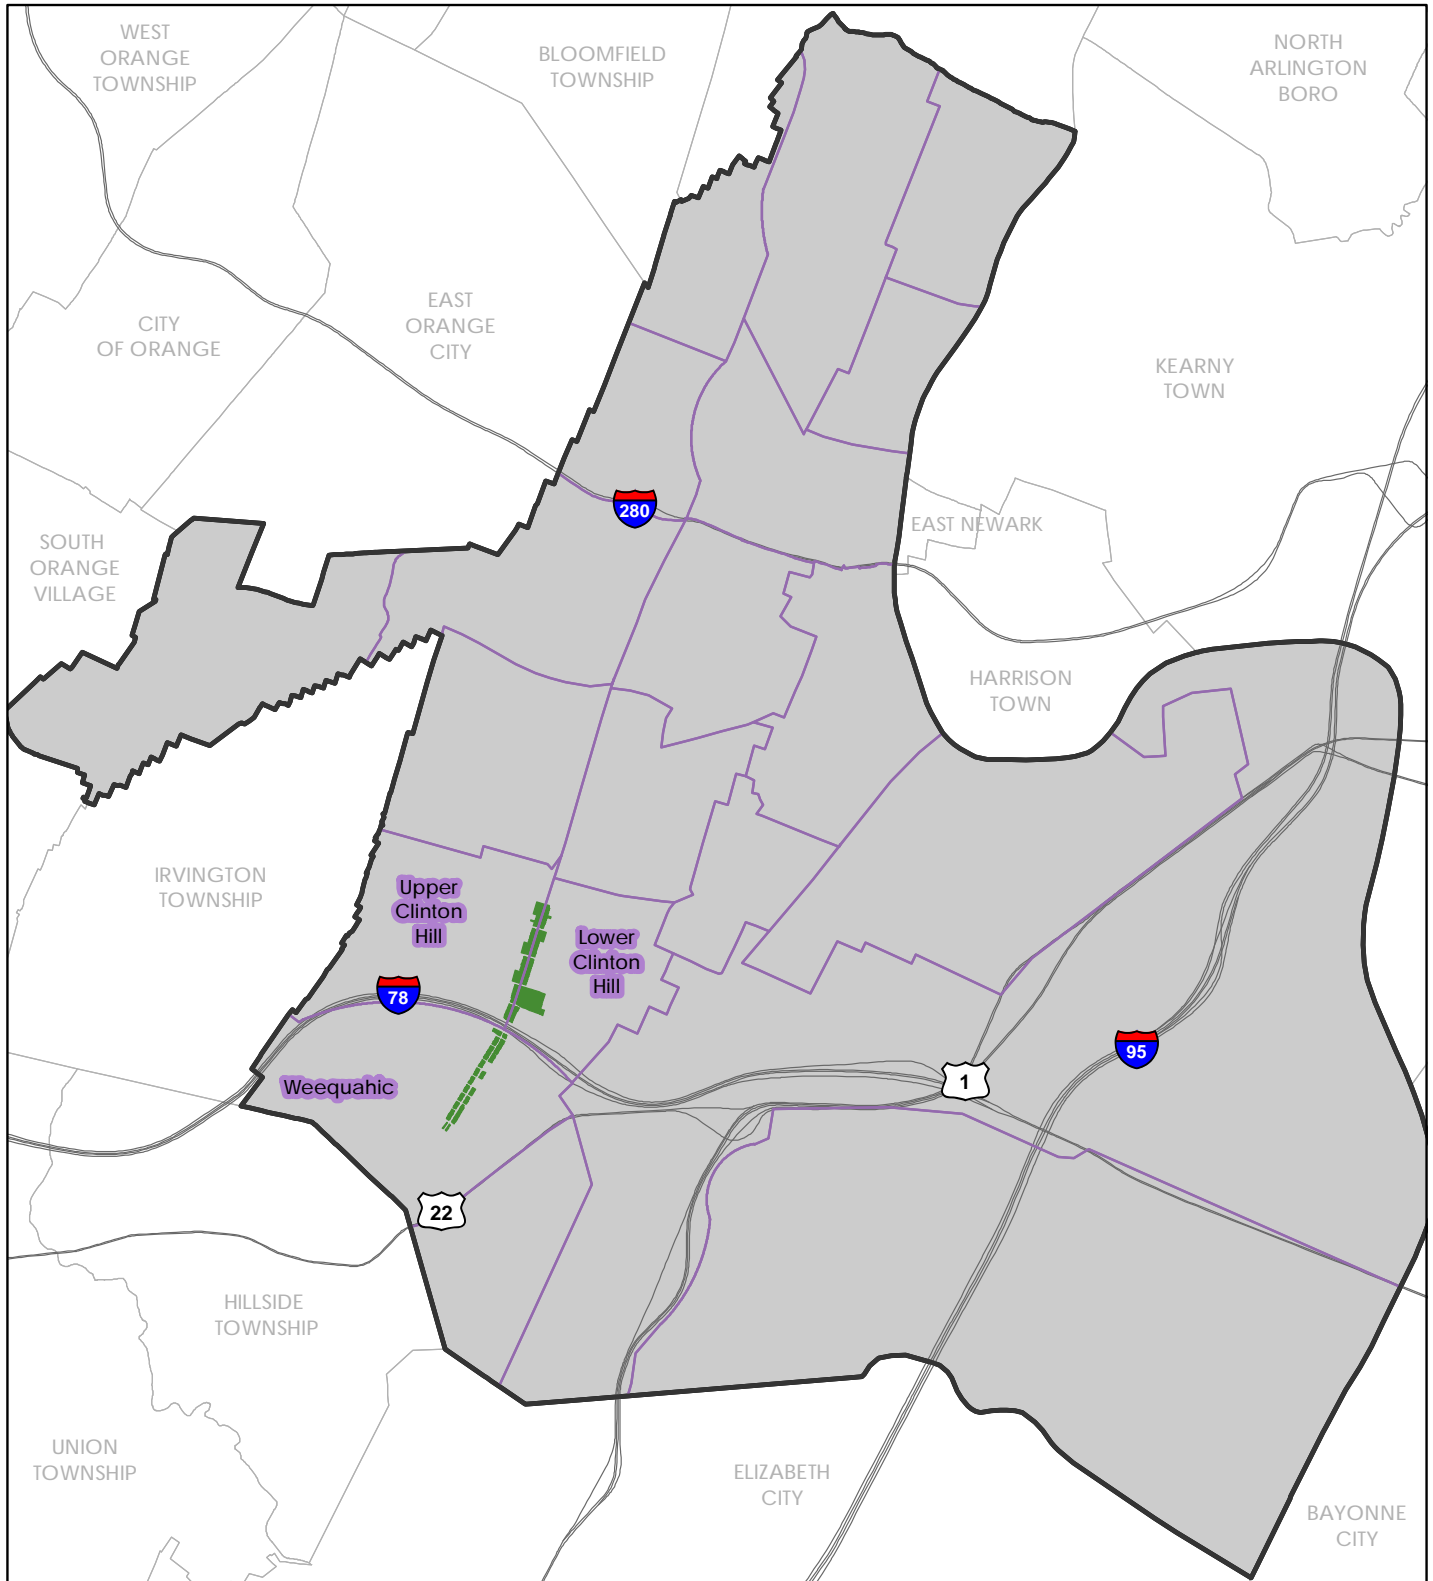 WEST
ORANGE
TOWNSHIP
BLOOMFIELD
TOWNSHIP
NORTH
ARLINGTON
BORO
CITY
OF ORANGE
EAST
ORANGE
CITY
KEARNY
TOWN
280
EAST NEWARK
SOUTH
ORANGE
VILLAGE
HARRISON
TOWN
IRVINGTON
TOWNSHIP
Upper
Clinton
Hill
Lower
Clinton
Hill
78
95
1
Weequahic
22
HILLSIDE
TOWNSHIP
UNION
TOWNSHIP
ELIZABETH
CITY
BAYONNE
CITY